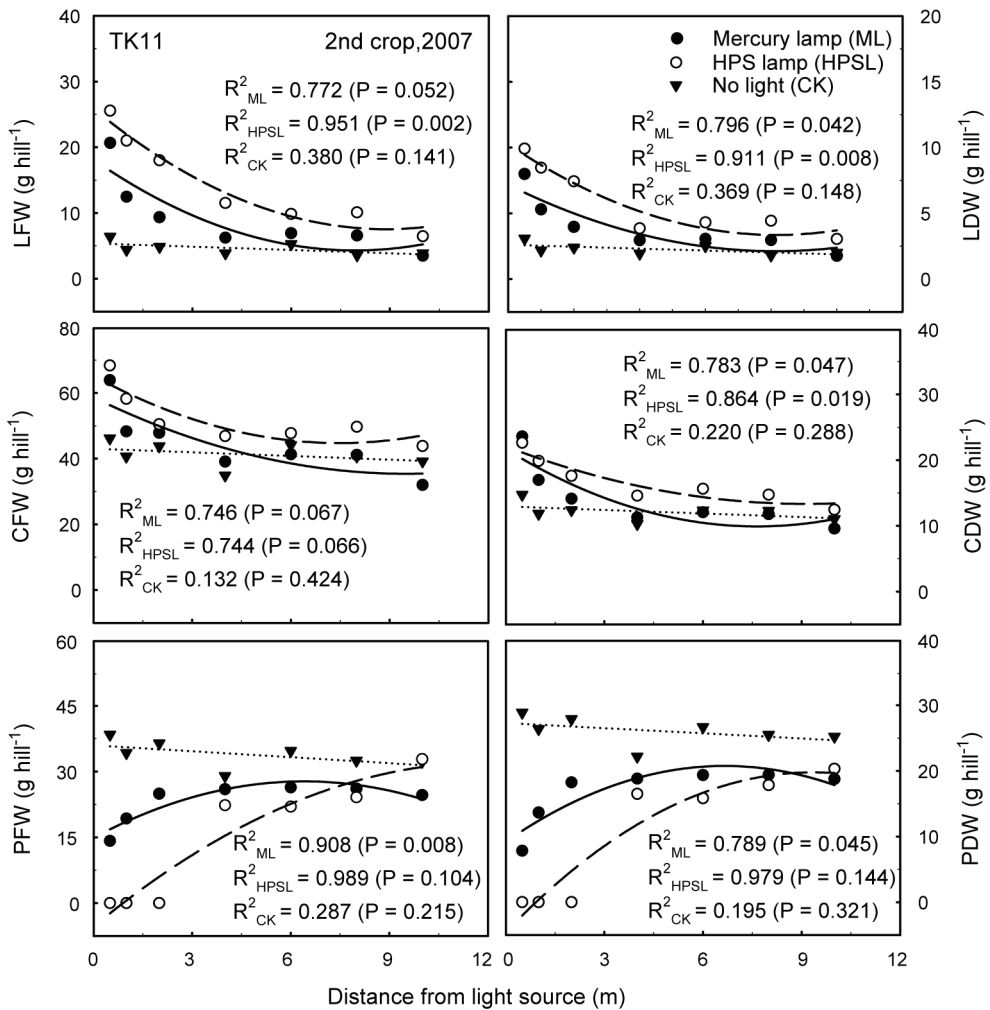 TK11 2nd crop,2007
R²ML = 0.772 (P = 0.052)
R²HPSL = 0.951 (P = 0.002)
R²CK = 0.380 (P = 0.141)
LFW (g hill⁻¹)
40
30
20
10
0
Mercury lamp (ML)
HPS lamp (HPSL)
No light (CK)
R²ML = 0.796 (P = 0.042)
R²HPSL = 0.911 (P = 0.008)
R²CK = 0.369 (P = 0.148)
20
15
10
5
0
LDW (g hill⁻¹)
CFW (g hill⁻¹)
80
60
40
20
0
R²ML = 0.746 (P = 0.067)
R²HPSL = 0.744 (P = 0.066)
R²CK = 0.132 (P = 0.424)
R²ML = 0.783 (P = 0.047)
R²HPSL = 0.864 (P = 0.019)
R²CK = 0.220 (P = 0.288)
40
30
20
10
0
CDW (g hill⁻¹)
PFW (g hill⁻¹)
60
45
30
15
0
R²ML = 0.908 (P = 0.008)
R²HPSL = 0.989 (P = 0.104)
R²CK = 0.287 (P = 0.215)
0 3 6 9 12
R²ML = 0.789 (P = 0.045)
R²HPSL = 0.979 (P = 0.144)
R²CK = 0.195 (P = 0.321)
40
30
20
10
0
PDW (g hill⁻¹)
0 3 6 9 12
Distance from light source (m)